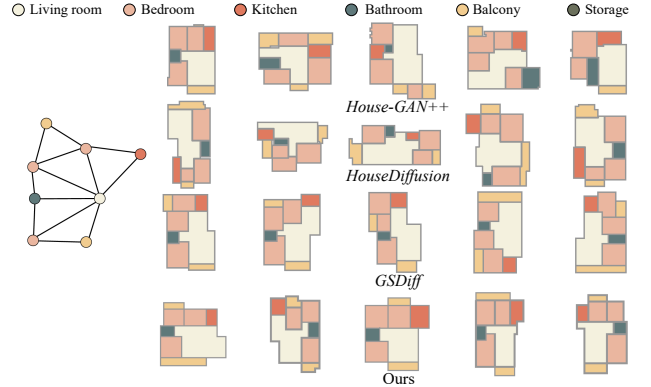 Living room Bedroom Kitchen Bathroom Balcony Storage
House-GAN++
HouseDiffusion
GSDiff
Ours